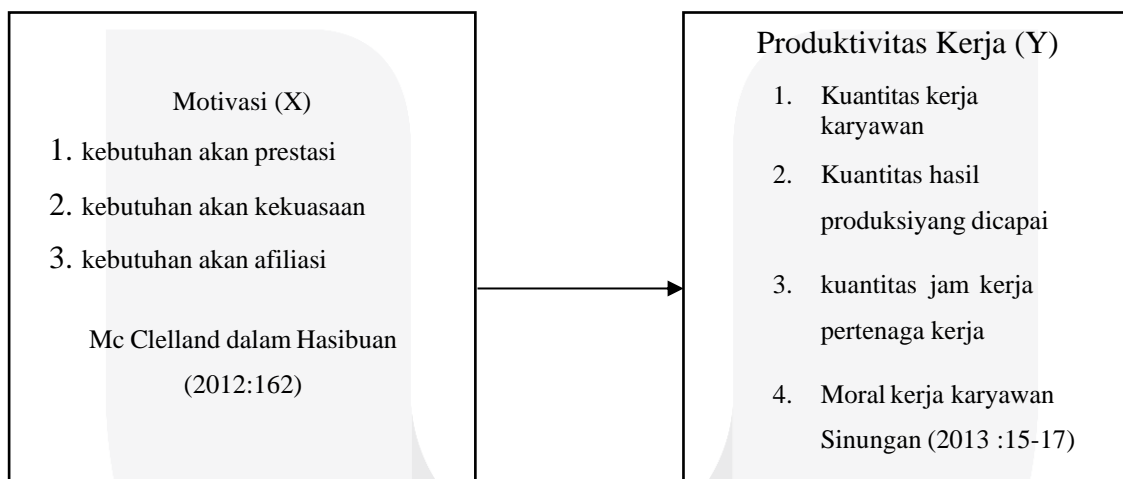 Motivasi (X)
1. kebutuhan akan prestasi
2. kebutuhan akan kekuasaan
3. kebutuhan akan afiliasi
Mc Clelland dalam Hasibuan
(2012:162)
Produktivitas Kerja (Y)
1. Kuantitas kerja
karyawan
2. Kuantitas hasil
produksiyang dicapai
3. kuantitas jam kerja
pertenaga kerja
4. Moral kerja karyawan
Sinungan (2013 :15-17)